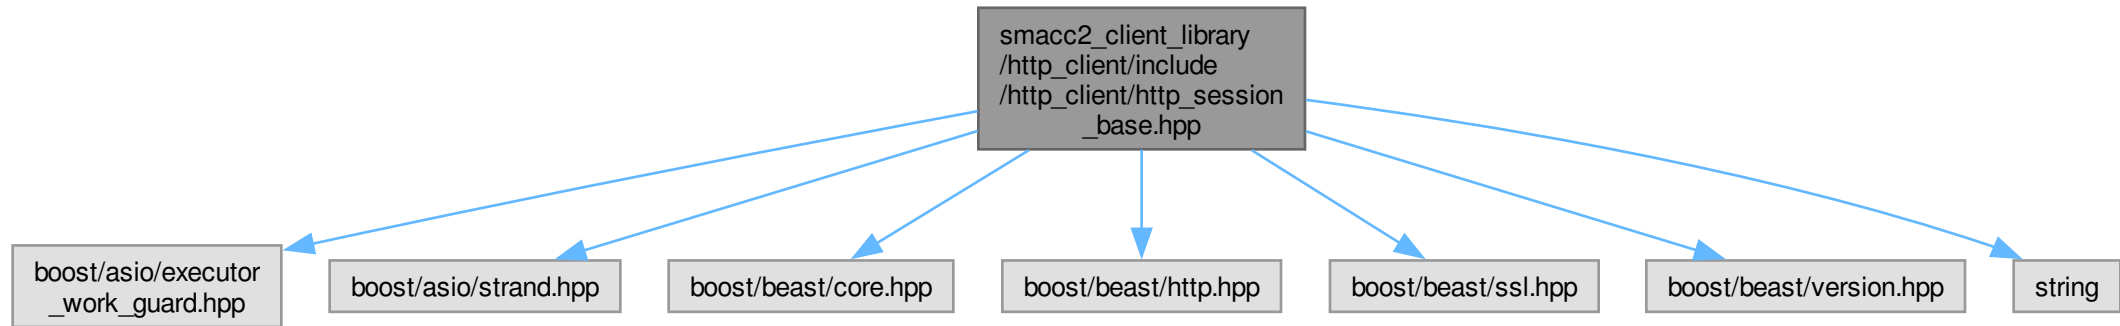 smacc2_client_library
/http_client/include
/http_client/http_session
_base.hpp
boost/asio/executor
_work_guard.hpp
boost/asio/strand.hpp
boost/beast/core.hpp
boost/beast/http.hpp
boost/beast/ssl.hpp
boost/beast/version.hpp
string